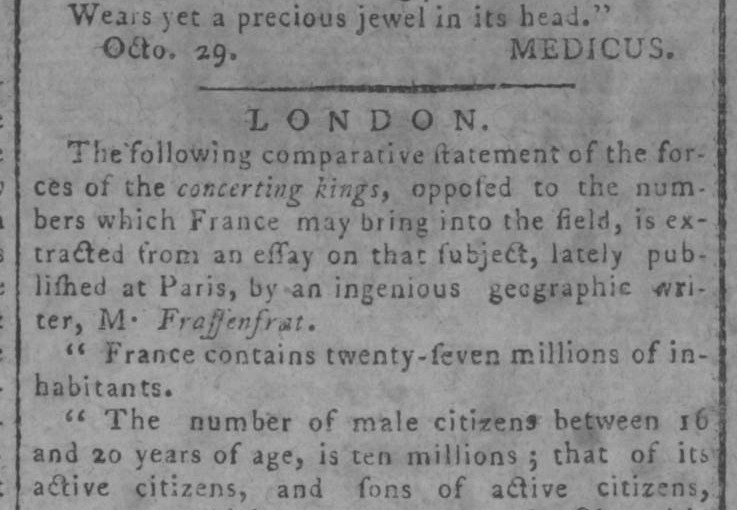 Wears yet a precious jewel in its head.”
Octo. 29. MEDICUS.
LONDON.
The following comparative ſtatement of the for-
ces of the concerting kings, oppoſed to the num-
bers which France may bring into the field, is ex-
tracted from an eſſay on that ſubject, lately pub-
liſhed at Paris, by an ingenious geographic wri-
ter, M. Fraſſenſrat.
“ France contains twenty-ſeven millions of in-
habitants.
“ The number of male citizens between 16
and 20 years of age, is ten millions ; that of its
active citizens, and ſons of active citizens,